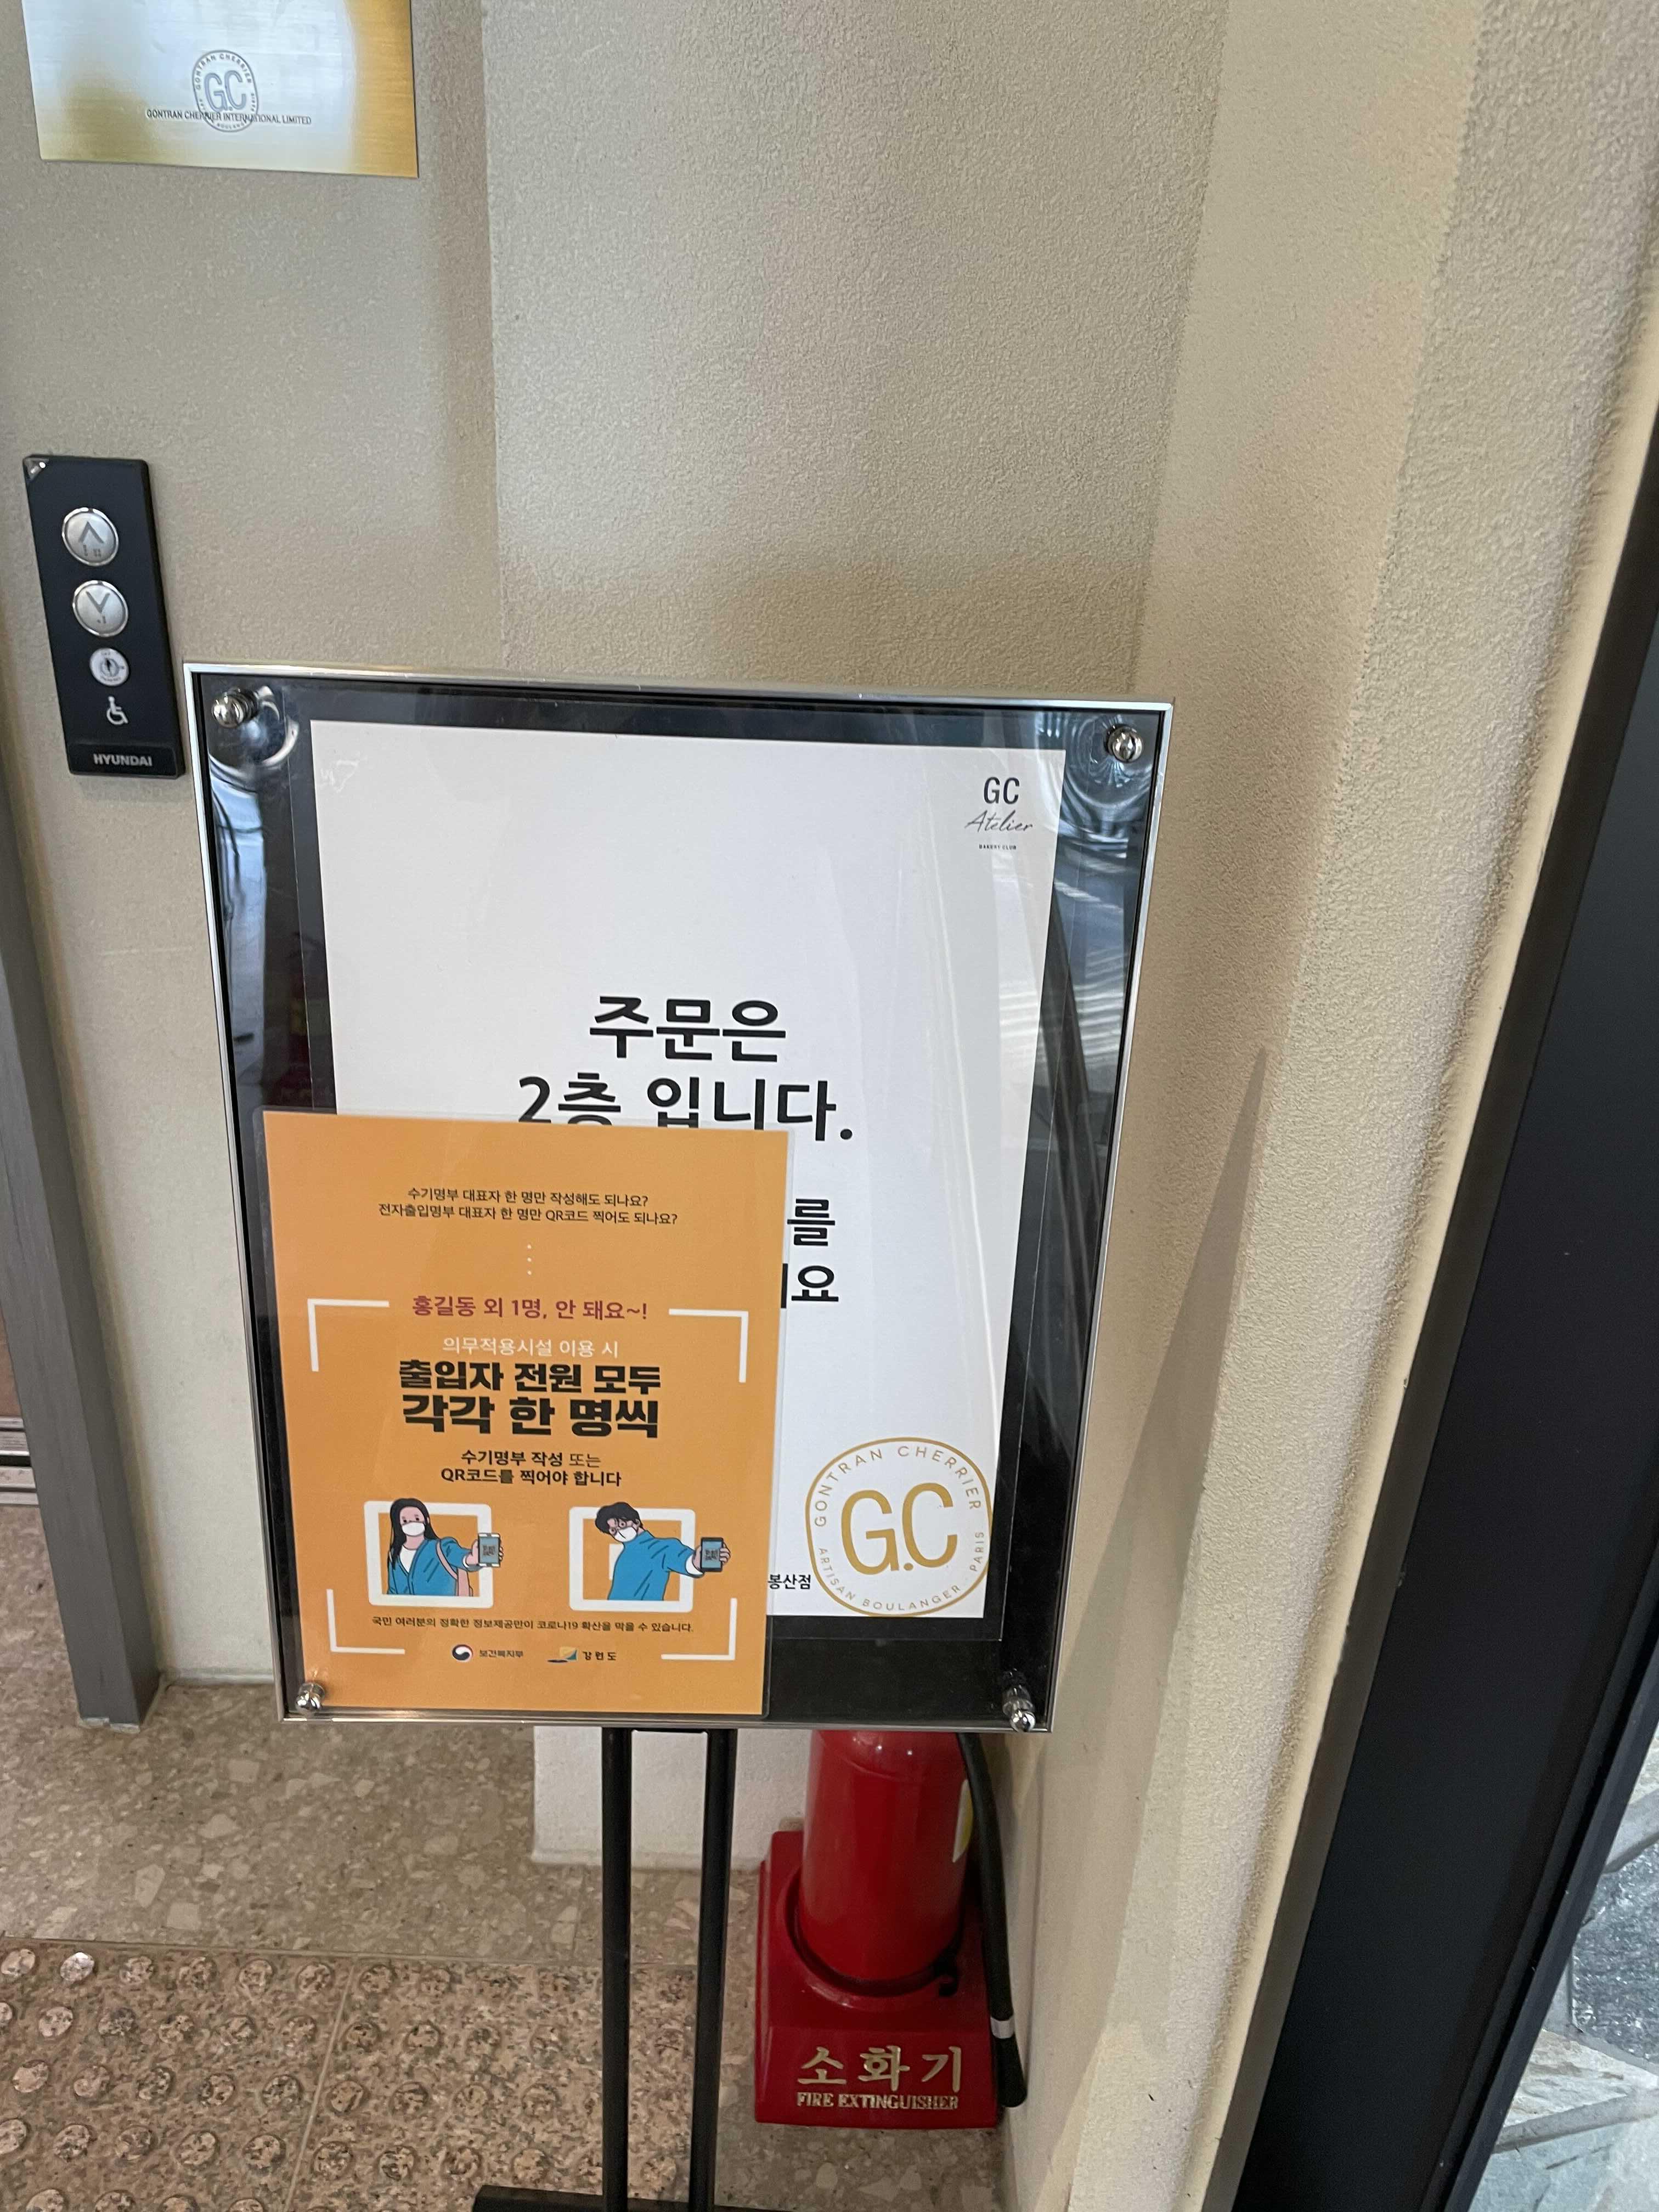 GONTRAN CHERRIER
GC
GONTRAN CHERRIER INTERNATIONAL LIMITED
HYUNDAI
GC
Atelier
BAKERY CLUB
주문은
2층 입니다.
를
요
수기명부 대표자 한 명만 작성해도 되나요?
전자출입명부 대표자 한 명만 QR코드 찍어도 되나요?
홍길동 외 1명, 안 돼요~!
의무적용시설 이용 시
출입자 전원 모두
각각 한 명씩
수기명부 작성 또는
QR코드를 찍어야 합니다
국민 여러분의 정확한 정보제공만이 코로나19 확산을 막을 수 있습니다.
보건복지부 강원도
봉산점
GONTRAN CHERRIER
GC
ARTISAN BOULANGER PARIS
소화기
FIRE EXTINGUISHER